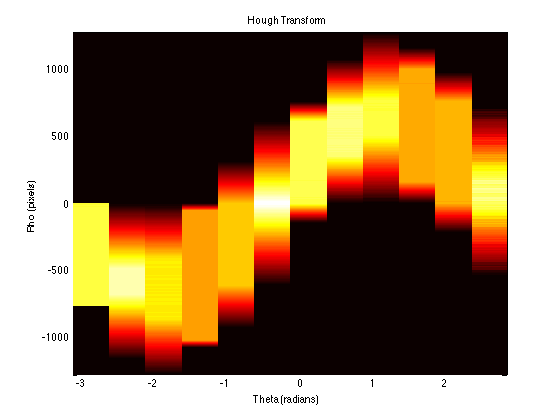 Hough Transform
1000
500
0
-500
-1000
Rho (pixels)
-3 -2 -1 0 1 2
Theta (radians)